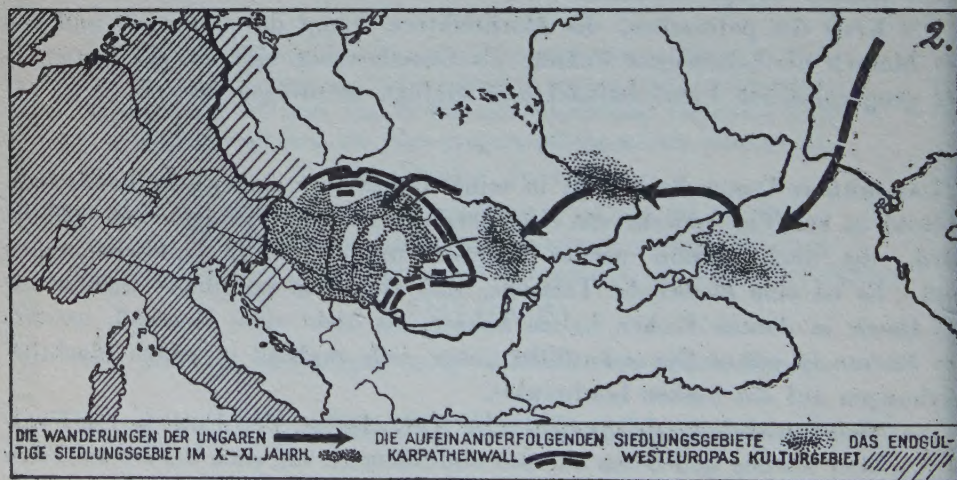 2.
DIE WANDERUNGEN DER UNGAREN DIE AUFEINANDERFOLGENDEN SIEDLUNGSGEBIETE DAS ENDGÜL-
TIGE SIEDLUNGSGEBIET IM X.–XI. JAHRH. KARPATHENWALL WESTEUROPAS KULTURGEBIET